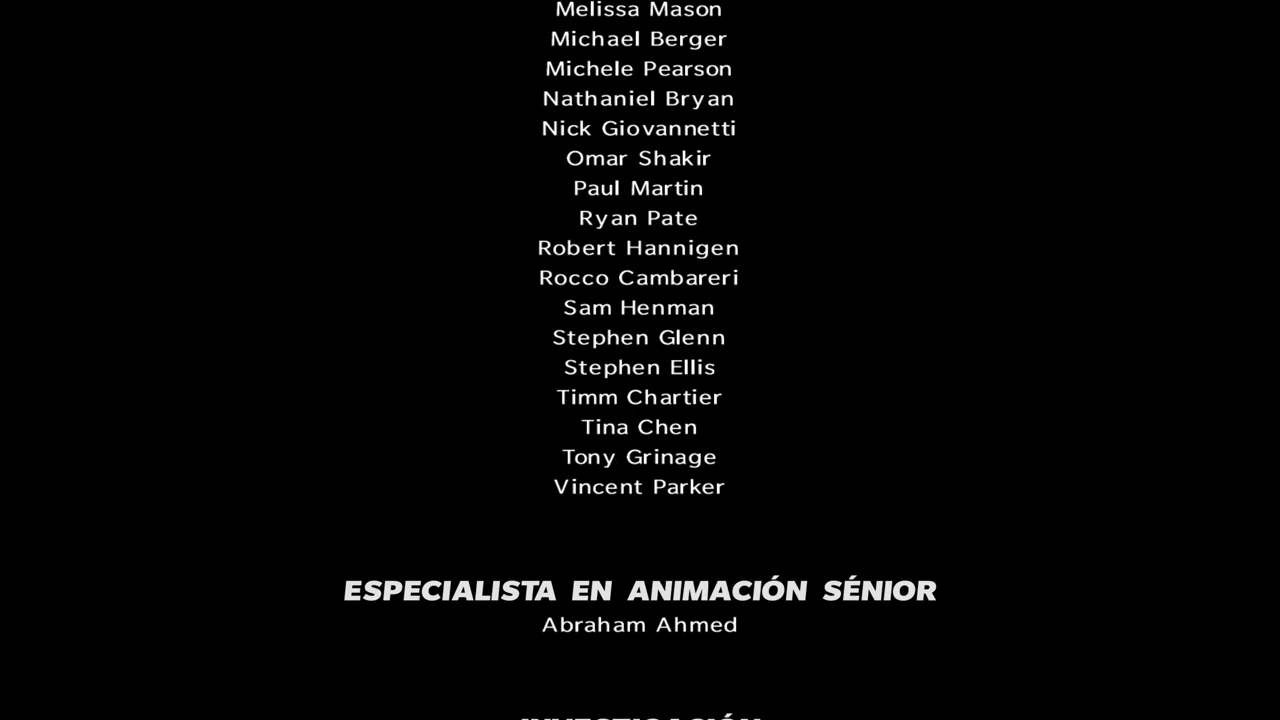 Melissa Mason
Michael Berger
Michele Pearson
Nathaniel Bryan
Nick Giovannetti
Omar Shakir
Paul Martin
Ryan Pate
Robert Hannigen
Rocco Cambareri
Sam Henman
Stephen Glenn
Stephen Ellis
Timm Chartier
Tina Chen
Tony Grinage
Vincent Parker
ESPECIALISTA EN ANIMACIÓN SÉNIOR
Abraham Ahmed
INVESTIGACIÓN